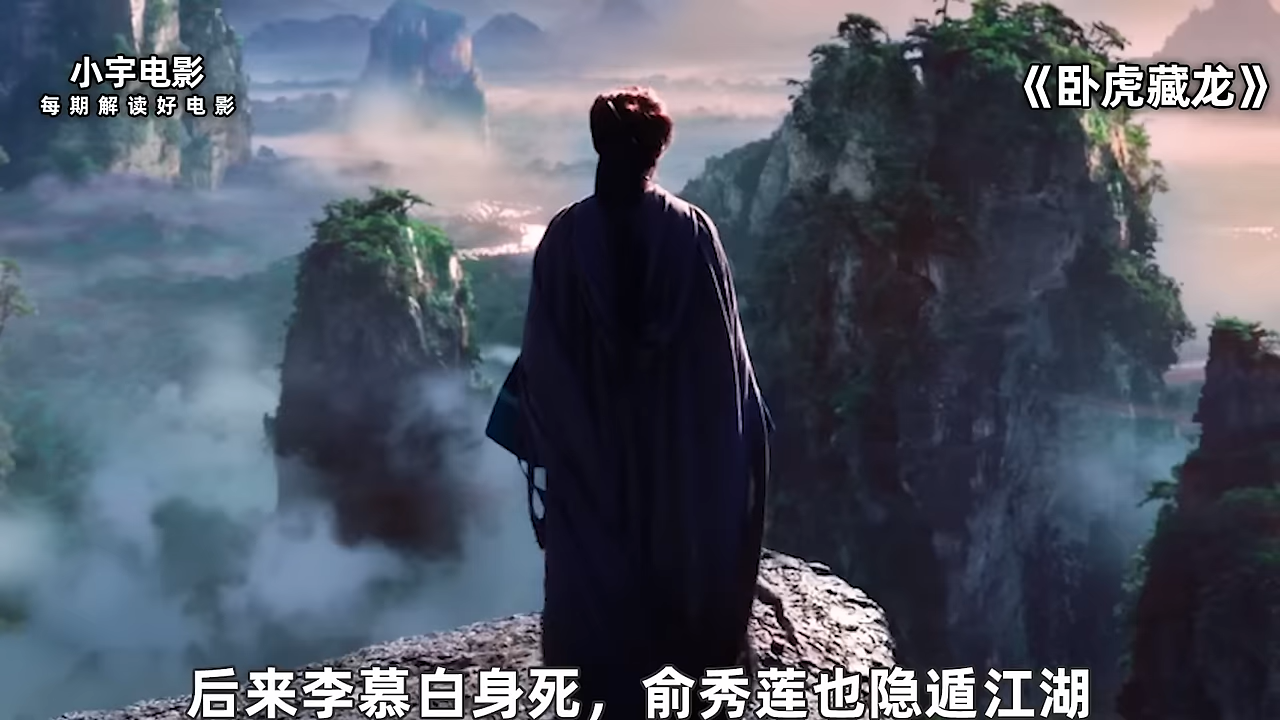 小宇电影
每期解读好电影
《卧虎藏龙》
后来李慕白身死，俞秀莲也隐遁江湖